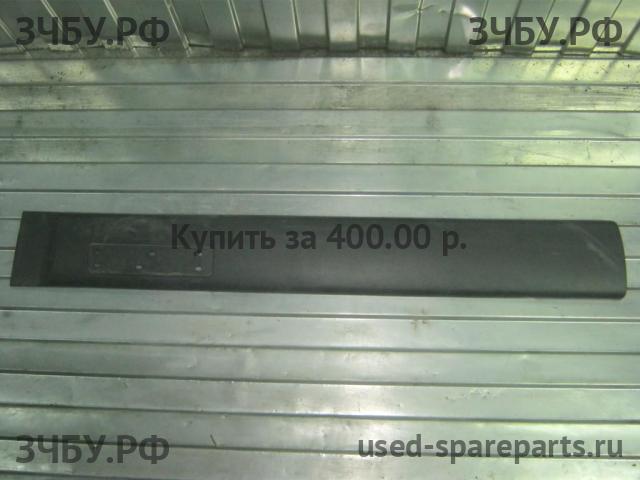 ЗЧБУ.РФ
ЗЧБУ.РФ
Купить за 400.00 р.
ЗЧБУ.РФ
used-spareparts.ru